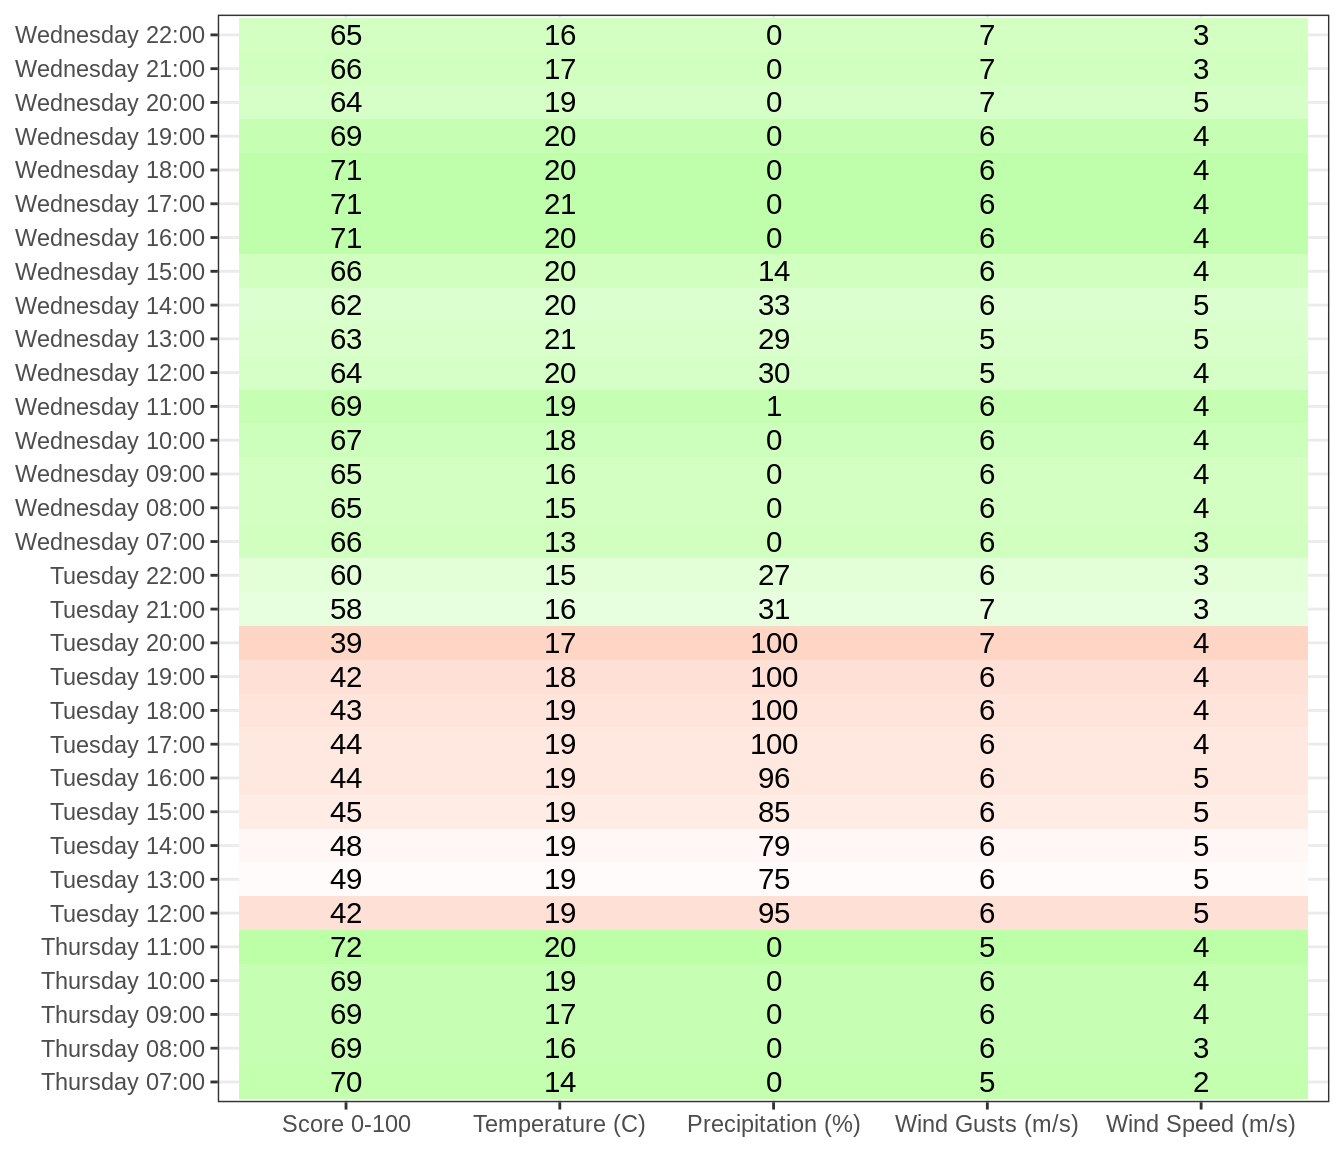 Wednesday 22:00 65 16 0 7 3
Wednesday 21:00 66 17 0 7 3
Wednesday 20:00 64 19 0 7 5
Wednesday 19:00 69 20 0 6 4
Wednesday 18:00 71 20 0 6 4
Wednesday 17:00 71 21 0 6 4
Wednesday 16:00 71 20 0 6 4
Wednesday 15:00 66 20 14 6 4
Wednesday 14:00 62 20 33 6 5
Wednesday 13:00 63 21 29 5 5
Wednesday 12:00 64 20 30 5 4
Wednesday 11:00 69 19 1 6 4
Wednesday 10:00 67 18 0 6 4
Wednesday 09:00 65 16 0 6 4
Wednesday 08:00 65 15 0 6 4
Wednesday 07:00 66 13 0 6 3
Tuesday 22:00 60 15 27 6 3
Tuesday 21:00 58 16 31 7 3
Tuesday 20:00 39 17 100 7 4
Tuesday 19:00 42 18 100 6 4
Tuesday 18:00 43 19 100 6 4
Tuesday 17:00 44 19 100 6 4
Tuesday 16:00 44 19 96 6 5
Tuesday 15:00 45 19 85 6 5
Tuesday 14:00 48 19 79 6 5
Tuesday 13:00 49 19 75 6 5
Tuesday 12:00 42 19 95 6 5
Thursday 11:00 72 20 0 5 4
Thursday 10:00 69 19 0 6 4
Thursday 09:00 69 17 0 6 4
Thursday 08:00 69 16 0 6 3
Thursday 07:00 70 14 0 5 2
Score 0-100 Temperature (C) Precipitation (%) Wind Gusts (m/s) Wind Speed (m/s)